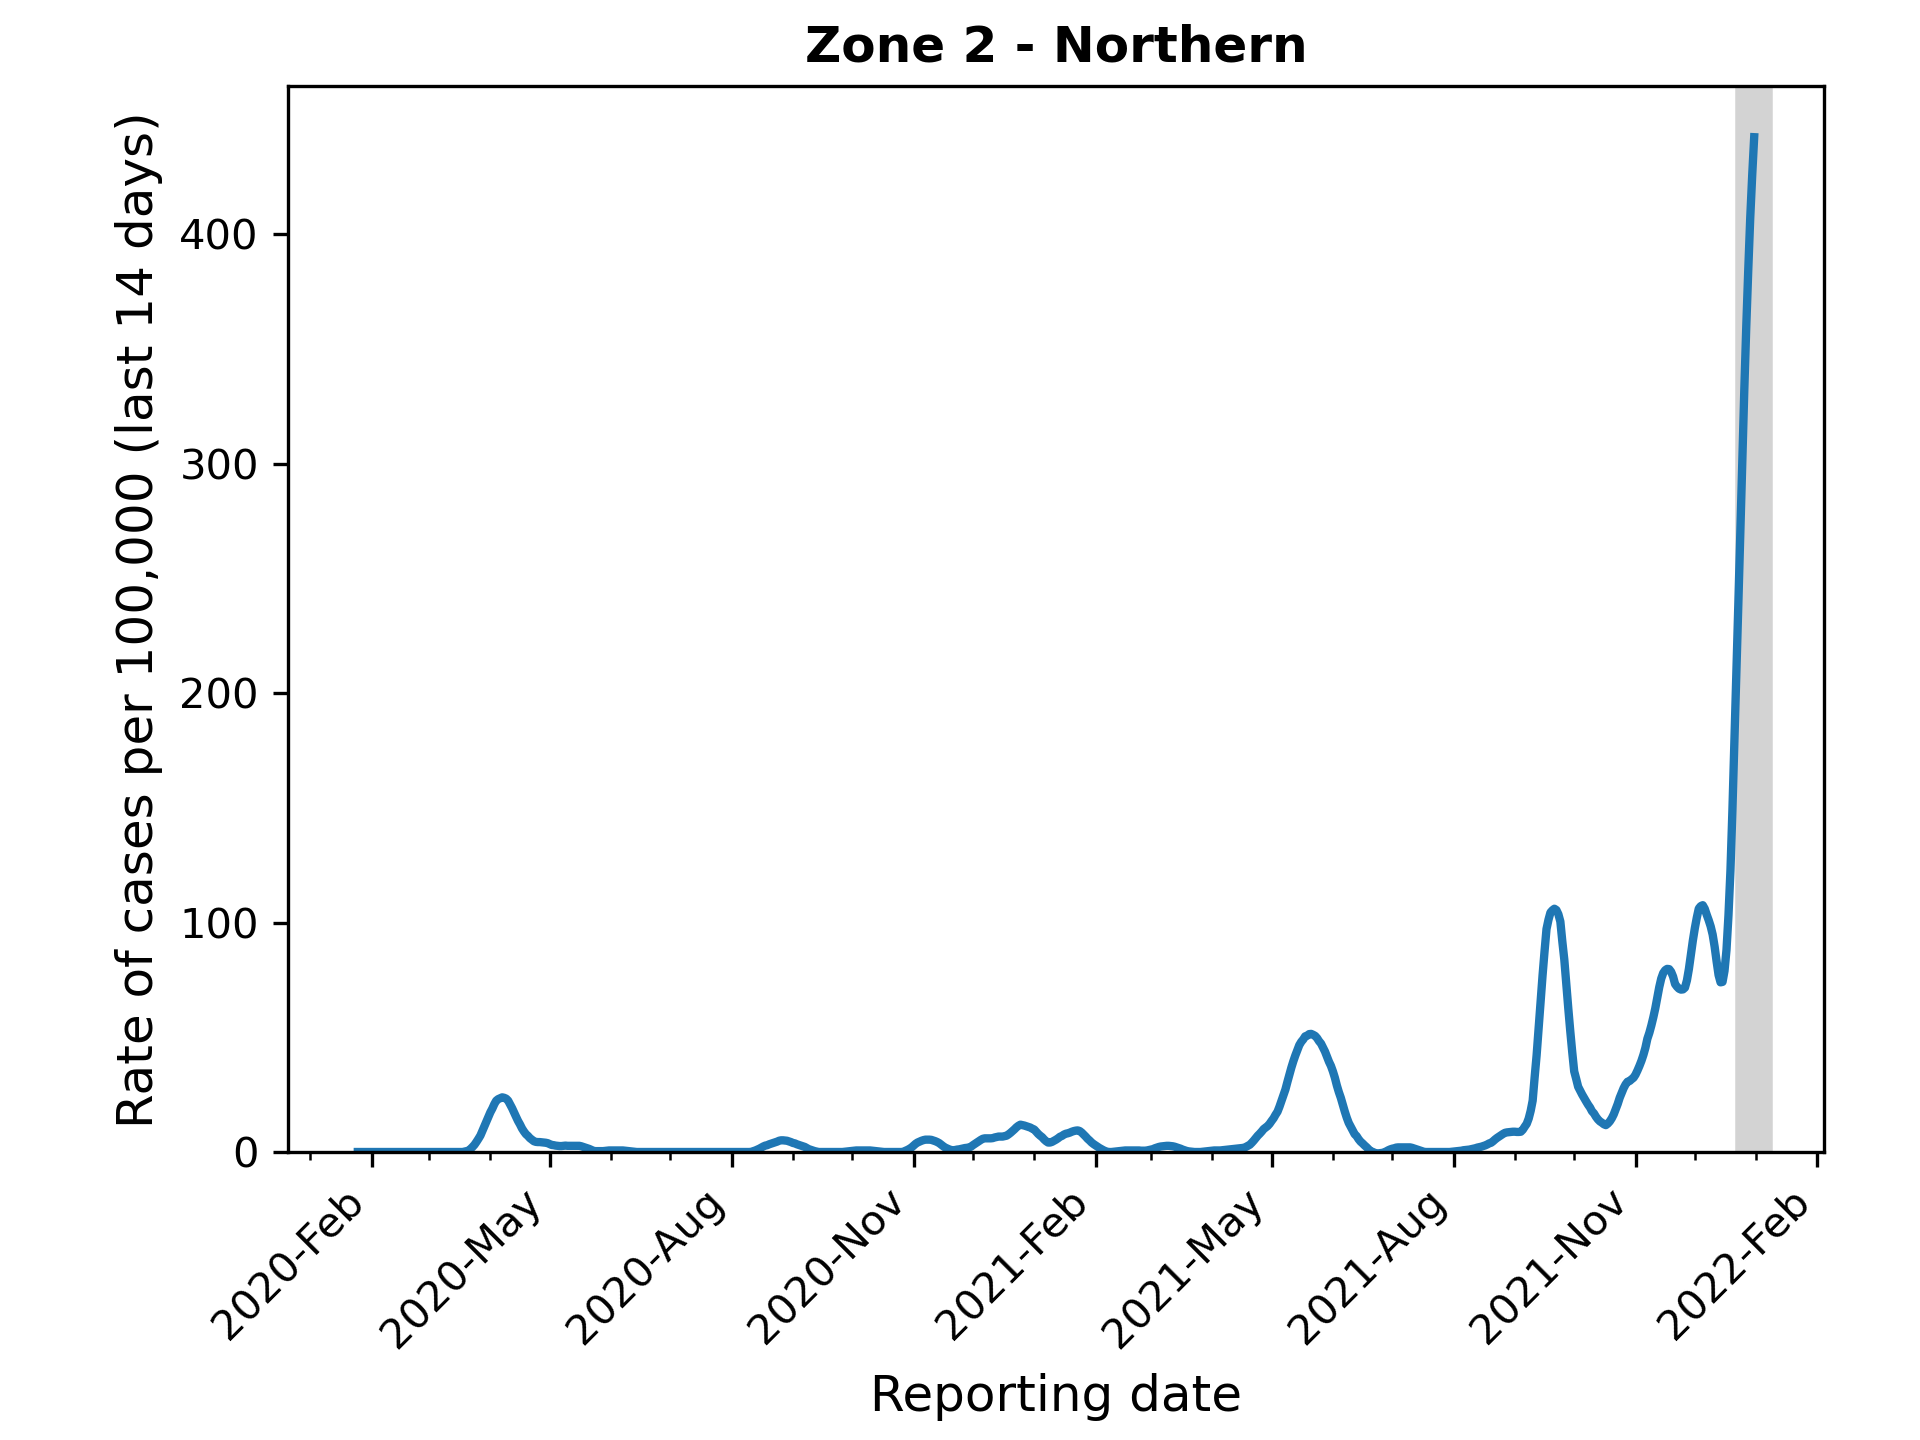 Zone 2 - Northern
Rate of cases per 100,000 (last 14 days)
400
300
200
100
0
2020-Feb
2020-May
2020-Aug
2020-Nov
2021-Feb
2021-May
2021-Aug
2021-Nov
2022-Feb
Reporting date